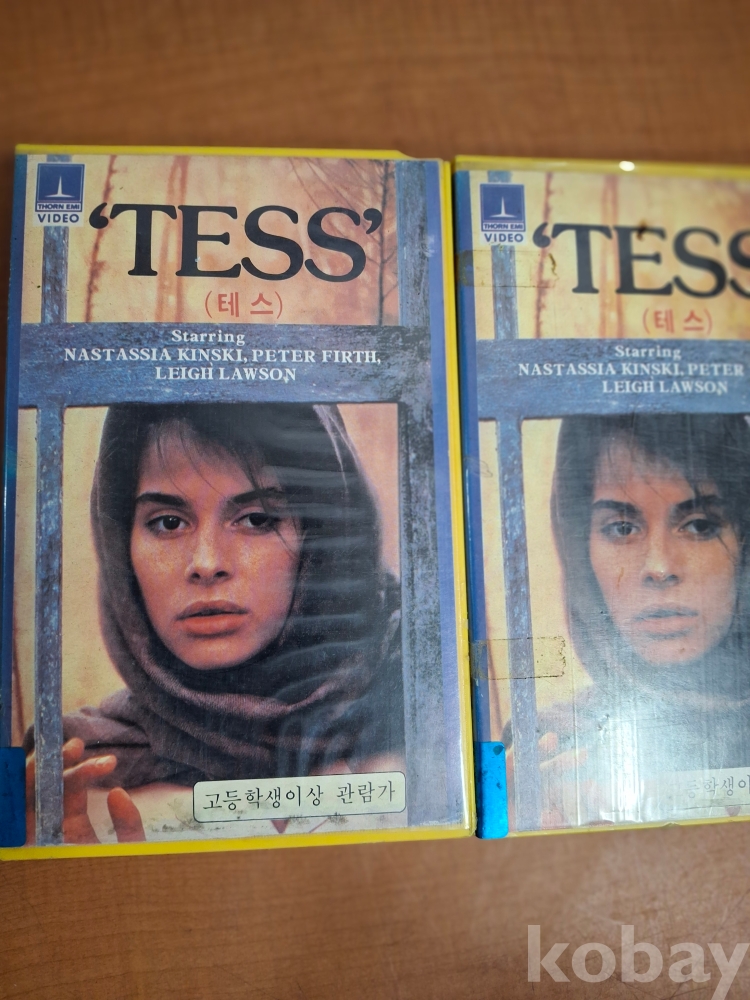 THORN EMI
VIDEO
'TESS'
(테 스)
Starring
NASTASSIA KINSKI, PETER FIRTH,
LEIGH LAWSON
고등학생이상 관람가
THORN EMI
VIDEO
'TESS
(테 스)
Starring
NASTASSIA KINSKI, PETER
LEIGH LAWSON
등학생이
kobay